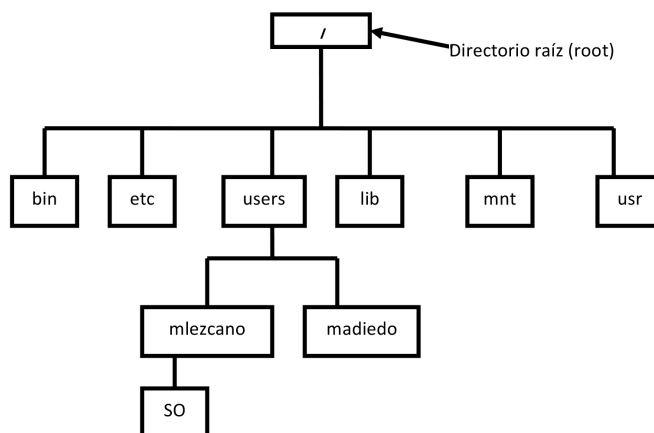 /
Directorio raíz (root)
bin
etc
users
lib
mnt
usr
mlezcano
madiedo
SO